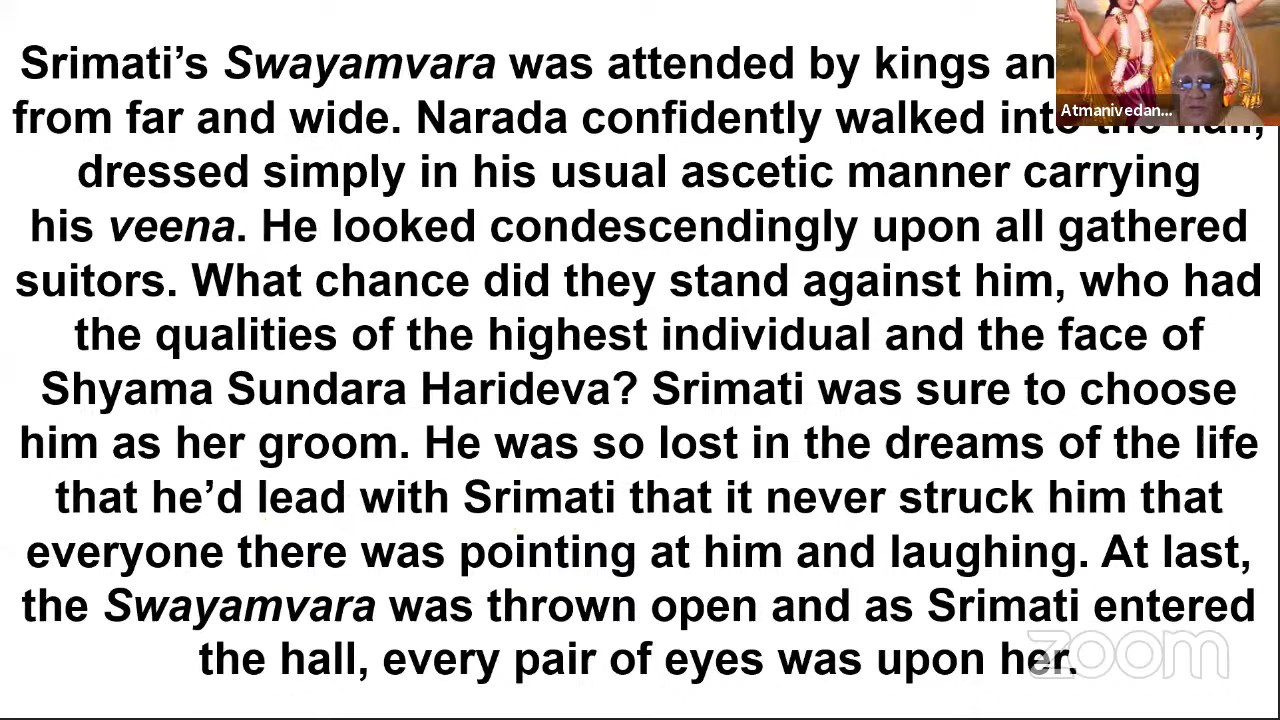 Srimati’s Swayamvara was attended by kings an
from far and wide. Narada confidently walked into the hall,
dressed simply in his usual ascetic manner carrying
his veena. He looked condescendingly upon all gathered
suitors. What chance did they stand against him, who had
the qualities of the highest individual and the face of
Shyama Sundara Harideva? Srimati was sure to choose
him as her groom. He was so lost in the dreams of the life
that he’d lead with Srimati that it never struck him that
everyone there was pointing at him and laughing. At last,
the Swayamvara was thrown open and as Srimati entered
the hall, every pair of eyes was upon her.
Atmanivedan...
zoom